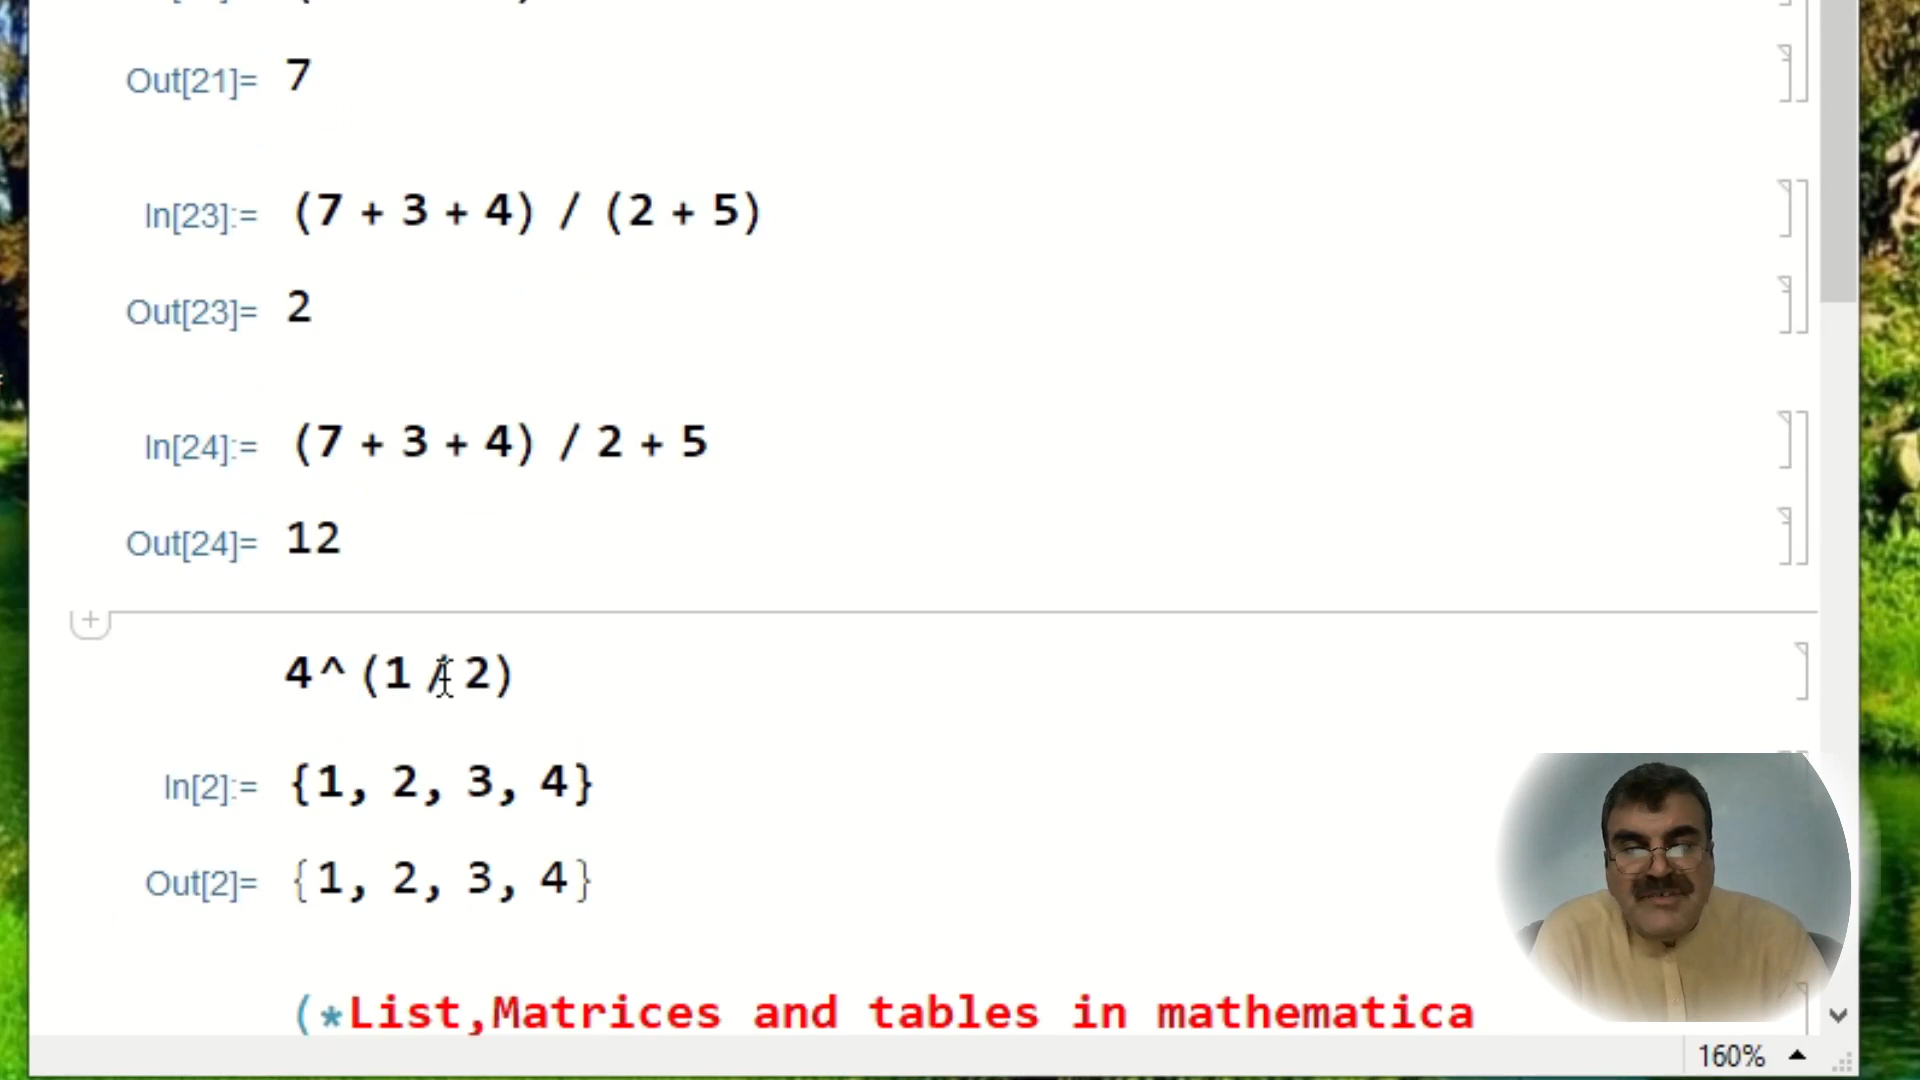 Out[21]= 7
In[23]:= (7 + 3 + 4) / (2 + 5)
Out[23]= 2
In[24]:= (7 + 3 + 4) / 2 + 5
Out[24]= 12
4^(1 / 2)
In[2]:= {1, 2, 3, 4}
Out[2]= {1, 2, 3, 4}
(*List,Matrices and tables in mathematica
160%